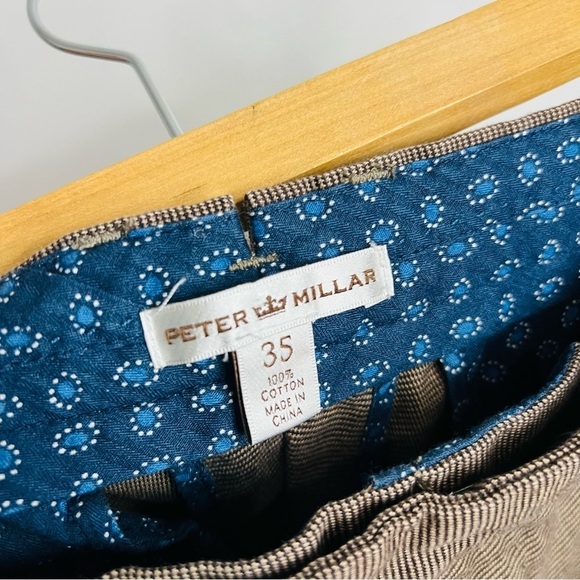 PETER MILLAR
35
100%
COTTON
MADE IN
CHINA